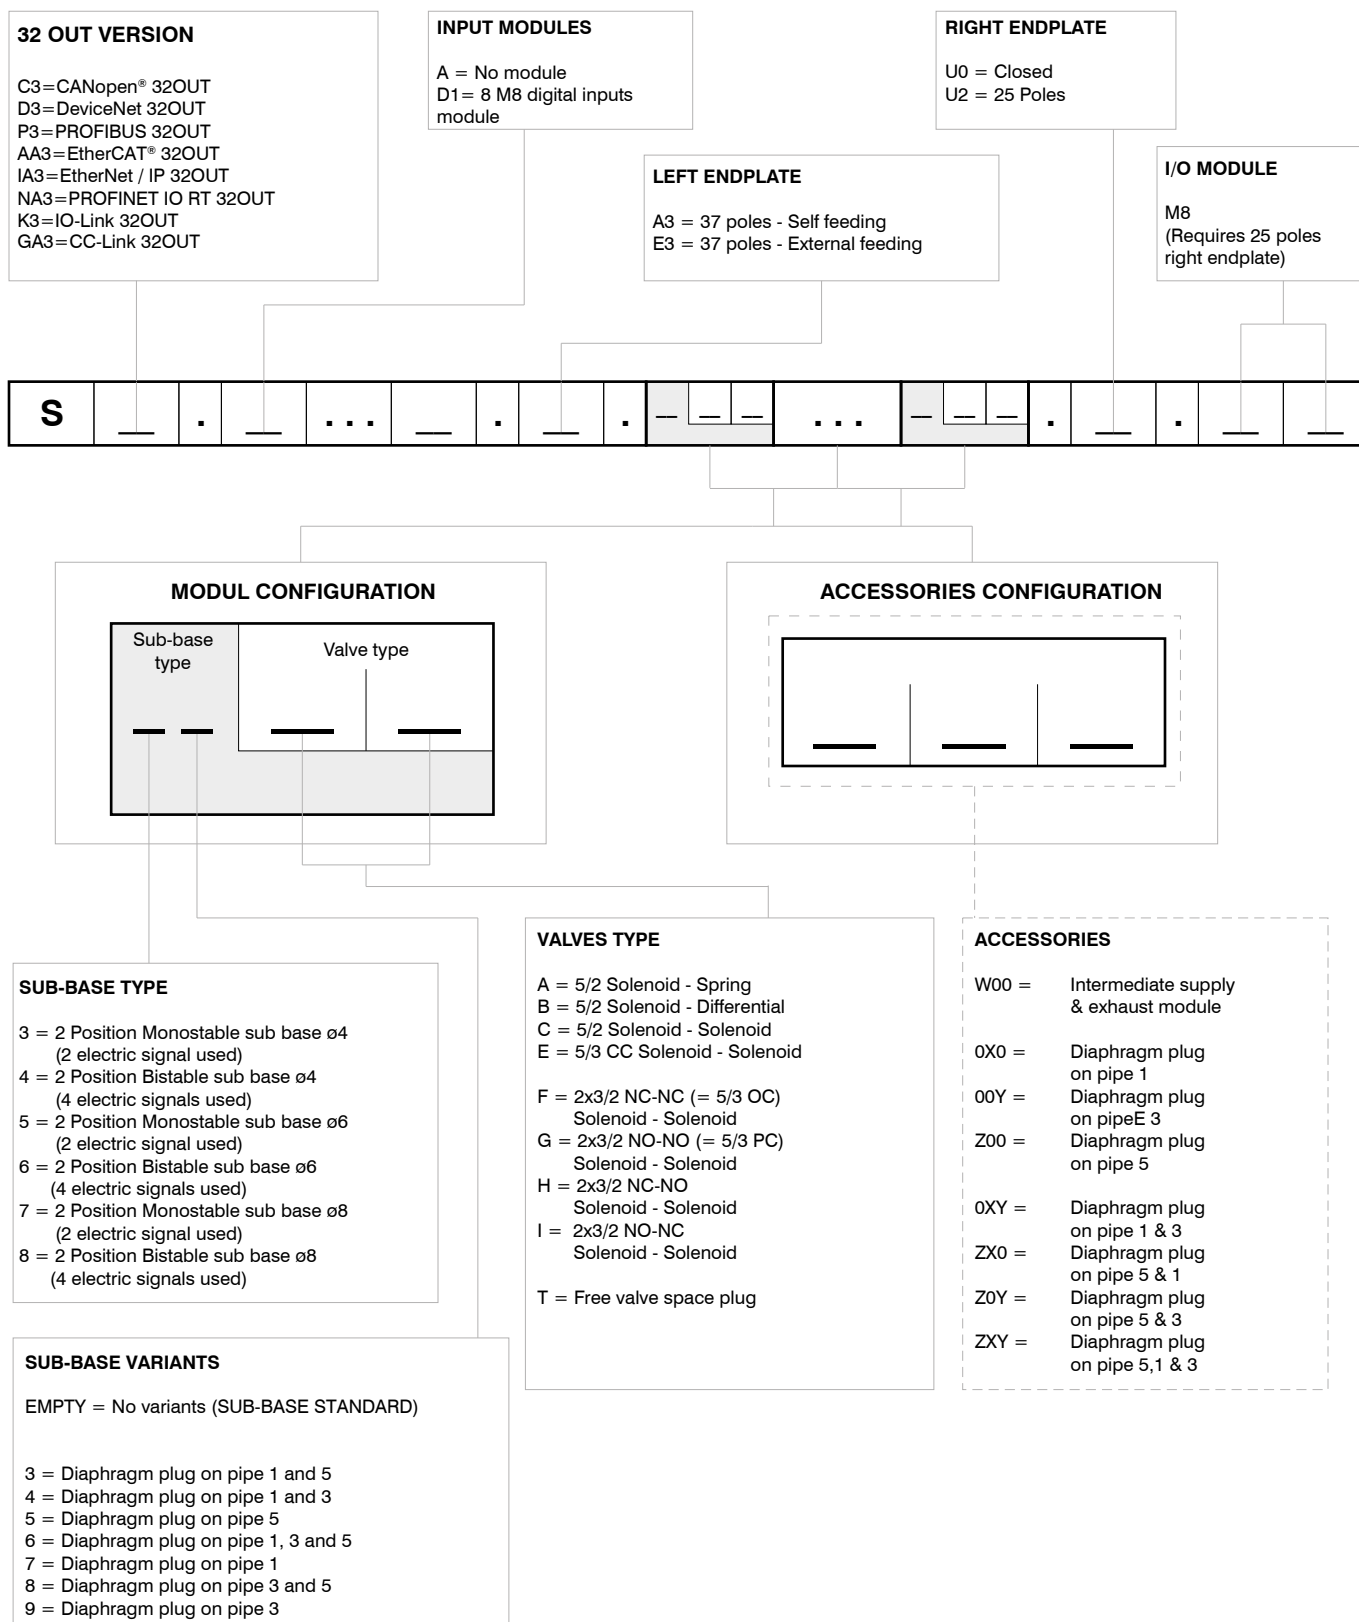 32 OUT VERSION
C3=CANopen® 32OUT
D3=DeviceNet 32OUT
P3=PROFIBUS 32OUT
AA3=EtherCAT® 32OUT
IA3=EtherNet / IP 32OUT
NA3=PROFINET IO RT 32OUT
K3=IO-Link 32OUT
GA3=CC-Link 32OUT
INPUT MODULES
A = No module
D1= 8 M8 digital inputs
module
LEFT ENDPLATE
A3 = 37 poles - Self feeding
E3 = 37 poles - External feeding
RIGHT ENDPLATE
U0 = Closed
U2 = 25 Poles
I/O MODULE
M8
(Requires 25 poles
right endplate)
S __ . __ ... __ . __ . __ __ __ ... __ __ __ . __ . __ __
MODUL CONFIGURATION
Sub-base
type
Valve type
ACCESSORIES CONFIGURATION
SUB-BASE TYPE
3 = 2 Position Monostable sub base ø4
(2 electric signal used)
4 = 2 Position Bistable sub base ø4
(4 electric signals used)
5 = 2 Position Monostable sub base ø6
(2 electric signal used)
6 = 2 Position Bistable sub base ø6
(4 electric signals used)
7 = 2 Position Monostable sub base ø8
(2 electric signal used)
8 = 2 Position Bistable sub base ø8
(4 electric signals used)
SUB-BASE VARIANTS
EMPTY = No variants (SUB-BASE STANDARD)
3 = Diaphragm plug on pipe 1 and 5
4 = Diaphragm plug on pipe 1 and 3
5 = Diaphragm plug on pipe 5
6 = Diaphragm plug on pipe 1, 3 and 5
7 = Diaphragm plug on pipe 1
8 = Diaphragm plug on pipe 3 and 5
9 = Diaphragm plug on pipe 3
VALVES TYPE
A = 5/2 Solenoid - Spring
B = 5/2 Solenoid - Differential
C = 5/2 Solenoid - Solenoid
E = 5/3 CC Solenoid - Solenoid
F = 2x3/2 NC-NC (= 5/3 OC)
Solenoid - Solenoid
G = 2x3/2 NO-NO (= 5/3 PC)
Solenoid - Solenoid
H = 2x3/2 NC-NO
Solenoid - Solenoid
I = 2x3/2 NO-NC
Solenoid - Solenoid
T = Free valve space plug
ACCESSORIES
W00 = Intermediate supply
& exhaust module
0X0 = Diaphragm plug
on pipe 1
00Y = Diaphragm plug
on pipeE 3
Z00 = Diaphragm plug
on pipe 5
0XY = Diaphragm plug
on pipe 1 & 3
ZX0 = Diaphragm plug
on pipe 5 & 1
Z0Y = Diaphragm plug
on pipe 5 & 3
ZXY = Diaphragm plug
on pipe 5,1 & 3